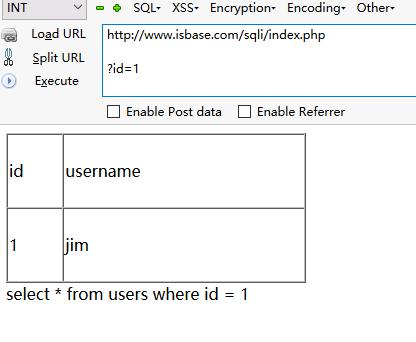 INT SQL▾ XSS▾ Encryption▾ Encoding▾ Other▾
Load URL http://www.isbase.com/sqli/index.php
Split URL
?id=1
Execute
Enable Post data Enable Referrer
id username
1 jim
select * from users where id = 1